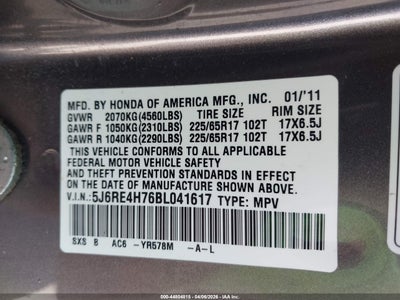 MFD. BY HONDA OF AMERICA MFG., INC. 01/'11
GVWR 2070KG(4560LBS) TIRE SIZE RIM SIZE
GAWR F 1050KG(2310LBS) 225/65R17 102T 17X6.5J
GAWR R 1040KG(2290LBS) 225/65R17 102T 17X6.5J
THIS VEHICLE CONFORMS TO ALL APPLICABLE
FEDERAL MOTOR VEHICLE SAFETY
AND THEFT PREVENTION STANDARDS IN EFFECT ON
THE DATE OF MANUFACTURE SHOWN ABOVE.
V.I.N.:5J6RE4H76BL041617 TYPE: MPV
SXS B AC6 -YR578M -A-L
000-44804815 - 04/06/2026 - IAA, Inc.